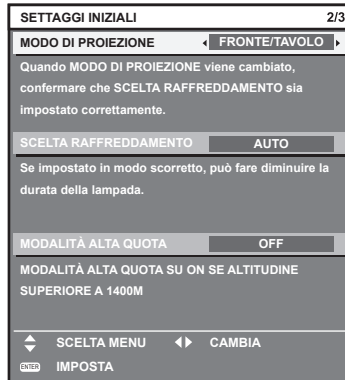 SETTAGGI INIZIALI 2/3
MODO DI PROIEZIONE FRONTE/TAVOLO
Quando MODO DI PROIEZIONE viene cambiato,
confermare che SCELTA RAFFREDDAMENTO sia
impostato correttamente.
SCELTA RAFFREDDAMENTO AUTO
Se impostato in modo scorretto, può fare diminuire la
durata della lampada.
MODALITÀ ALTA QUOTA OFF
MODALITÀ ALTA QUOTA SU ON SE ALTITUDINE
SUPERIORE A 1400M
SCELTA MENU CAMBIA
ENTER IMPOSTA